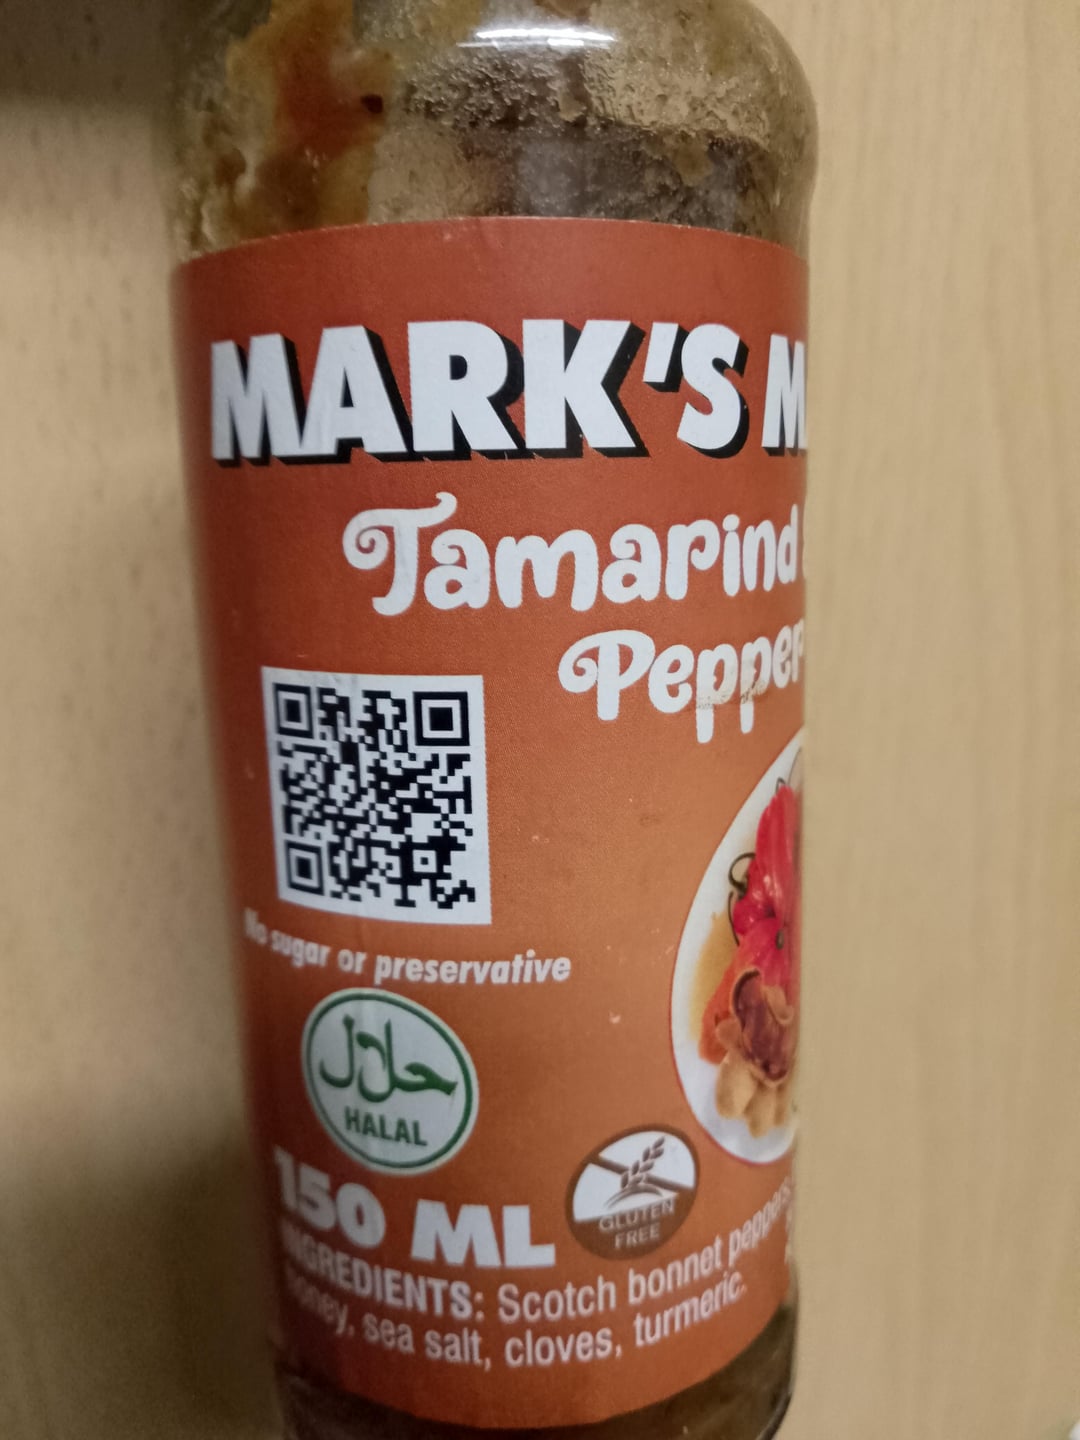 MARK'S
Tamarind
Pepper
No sugar or preservative
حلال
HALAL
150 ML
GLUTEN
FREE
INGREDIENTS: Scotch bonnet peppers,
honey, sea salt, cloves, turmeric.